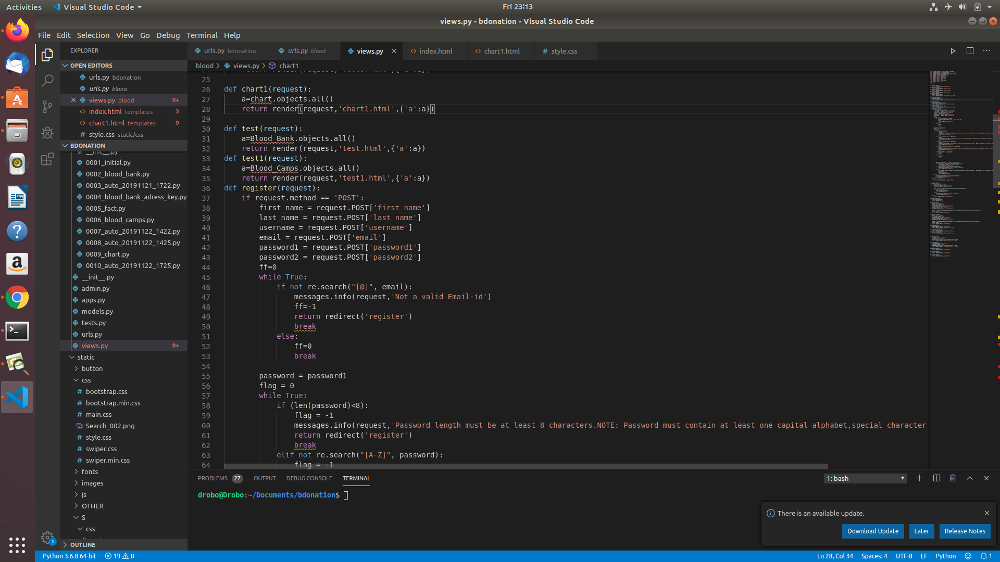 Activities
Visual Studio Code
Fri 23:13
views.py - bdonation - Visual Studio Code
File Edit Selection View Go Debug Terminal Help
EXPLORER
OPEN EDITORS
urls.py bdonation
urls.py blood
views.py blood 9+
index.html templates 3
chart1.html templates 9
style.css static/css
BDONATION
__init__.py
0001_initial.py
0002_blood_bank.py
0003_auto_20191121_1722.py
0004_blood_bank_adress_key.py
0005_fact.py
0006_blood_camps.py
0007_auto_20191122_1422.py
0008_auto_20191122_1425.py
0009_chart.py
0010_auto_20191122_1725.py
__init__.py
admin.py
apps.py
models.py
tests.py
urls.py
views.py 9+
static
button
css
bootstrap.css
bootstrap.min.css
main.css
Search_002.png
style.css
swiper.css
swiper.min.css
fonts
images
js
OTHER
S
css
OUTLINE
urls.py bdonation
urls.py blood
views.py
index.html
chart1.html
style.css
blood > views.py > chart1
25
26 def chart1(request):
27 a=chart.objects.all()
28 return render(request,'chart1.html',{'a':a})
29
30 def test(request):
31 a=Blood_Bank.objects.all()
32 return render(request,'test.html',{'a':a})
33 def test1(request):
34 a=Blood_Camps.objects.all()
35 return render(request,'test1.html',{'a':a})
36 def register(request):
37 if request.method == 'POST':
38 first_name = request.POST['first_name']
39 last_name = request.POST['last_name']
40 username = request.POST['username']
41 email = request.POST['email']
42 password1 = request.POST['password1']
43 password2 = request.POST['password2']
44 ff=0
45 while True:
46 if not re.search("[@]", email):
47 messages.info(request,'Not a valid Email-id')
48 ff=-1
49 return redirect('register')
50 break
51 else:
52 ff=0
53 break
54
55 password = password1
56 flag = 0
57 while True:
58 if (len(password)<8):
59 flag = -1
60 messages.info(request,'Password length must be at least 8 characters.NOTE: Password must contain at least one capital alphabet,special character
61 return redirect('register')
62 break
63 elif not re.search("[A-Z]", password):
64 flag = -1
PROBLEMS 27 OUTPUT DEBUG CONSOLE TERMINAL
1: bash
drobo@Drobo:~/Documents/bdonation$
There is an available update.
Download Update
Later
Release Notes
1
Python 3.6.8 64-bit
19
8
Ln 28, Col 34
Spaces: 4
UTF-8
LF
Python
1